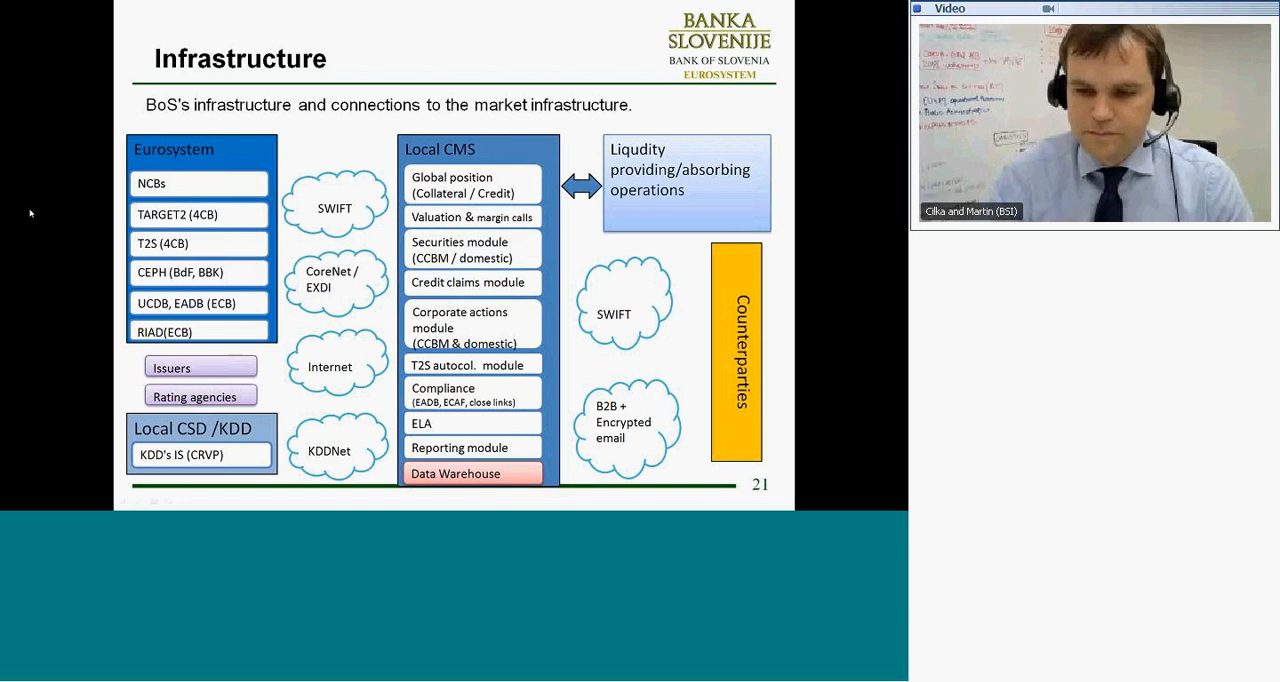 Infrastructure
BANKA
SLOVENIJE
BANK OF SLOVENIA
EUROSYSTEM
BoS's infrastructure and connections to the market infrastructure.
Eurosystem
NCBs
TARGET2 (4CB)
T2S (4CB)
CEPH (BdF, BBK)
UCDB, EADB (ECB)
RIAD(ECB)
Issuers
Rating agencies
Local CSD /KDD
KDD's IS (CRVP)
SWIFT
CoreNet /
EXDI
Internet
KDDNet
Local CMS
Global position
(Collateral / Credit)
Valuation & margin calls
Securities module
(CCBM / domestic)
Credit claims module
Corporate actions
module
(CCBM & domestic)
T2S autocol. module
Compliance
(EADB, ECAF, close links)
ELA
Reporting module
Data Warehouse
Liqudity
providing/absorbing
operations
SWIFT
B2B +
Encrypted
email
Counterparties
21
Video
Cilka and Martin (BSI)